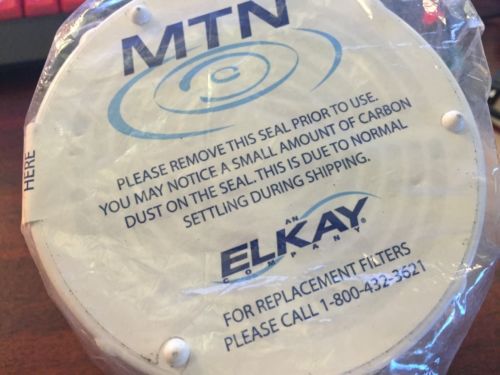 MTN
PLEASE REMOVE THIS SEAL PRIOR TO USE.
YOU MAY NOTICE A SMALL AMOUNT OF CARBON
DUST ON THE SEAL. THIS IS DUE TO NORMAL
SETTLING DURING SHIPPING.
HERE
AN
ELKAY®
COMPANY
FOR REPLACEMENT FILTERS
PLEASE CALL 1-800-432-3621